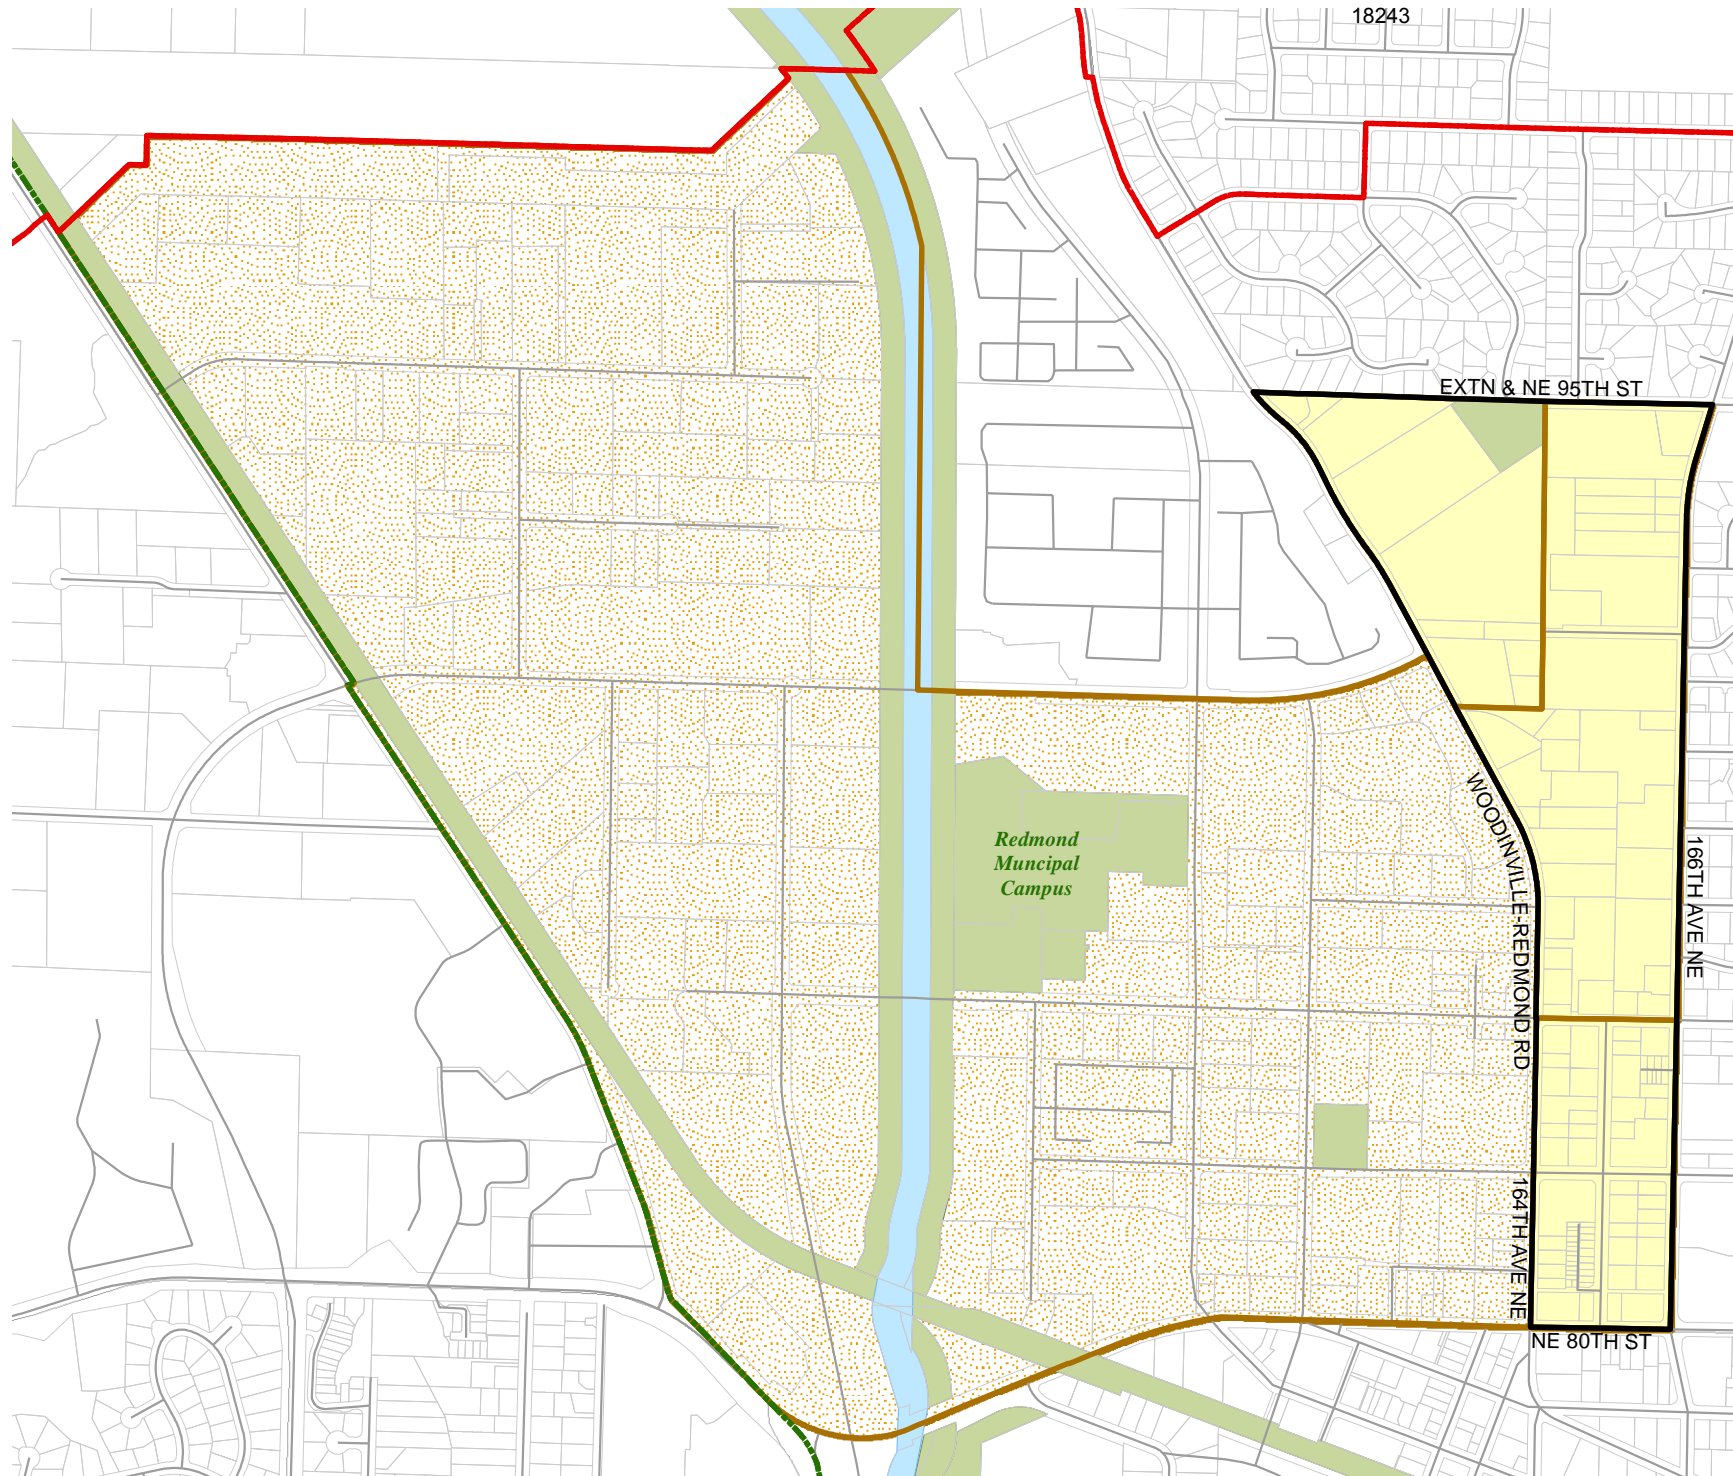 18243
EXTN & NE 95TH ST
Redmond
Muncipal
Campus
WOODINVILLE-REDMOND RD
166TH AVE NE
164TH AVE NE
NE 80TH ST